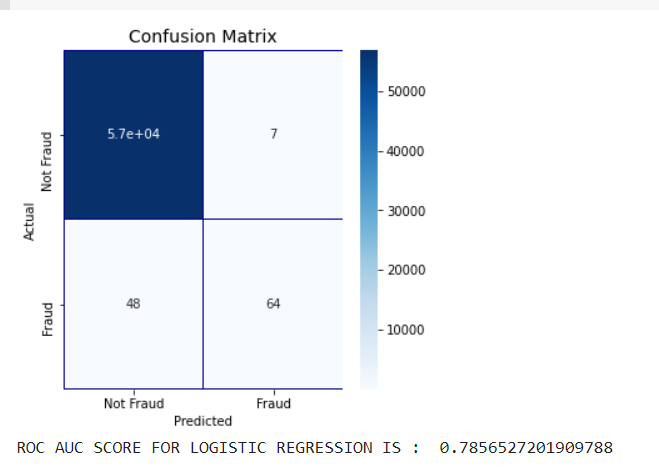 Confusion Matrix
Not Fraud
5.7e+04
7
Actual
Fraud
48
64
Not Fraud
Fraud
Predicted
50000
40000
30000
20000
10000
ROC AUC SCORE FOR LOGISTIC REGRESSION IS : 0.7856527201909788